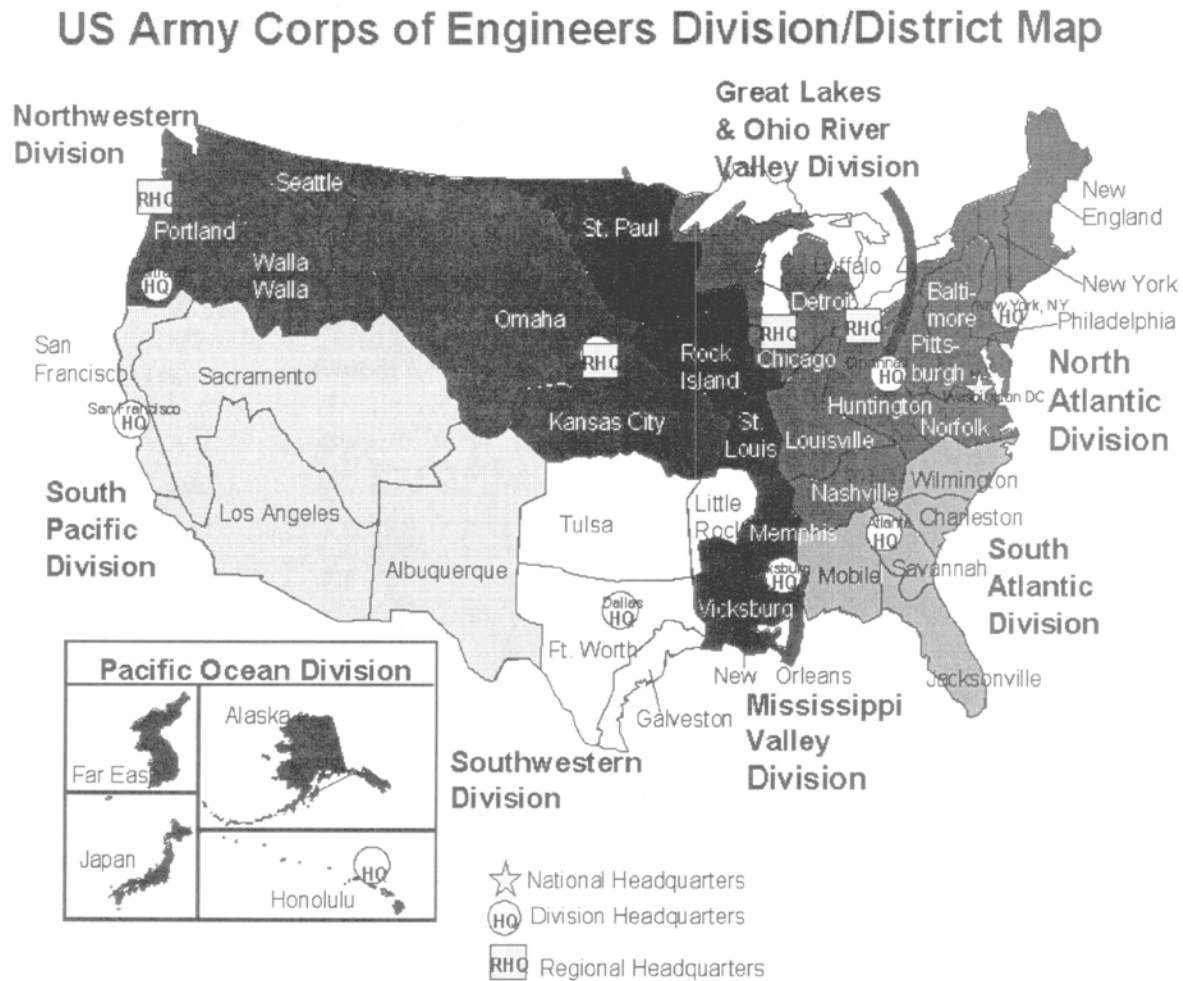 US Army Corps of Engineers Division/District Map
Northwestern
Division
Great Lakes
& Ohio River
Valley Division
Seattle
RHQ
Portland
Walla
Walla
HQ
St. Paul
New
England
Buffalo
New York
Detroit
Balti-
more
New York, NY
HQ
Philadelphia
Omaha
RHQ
RHQ
RHQ
Chicago
Pitts-
burgh
HQ
Rock
Island
San
Francisco
Sacramento
San Francisco
HQ
Kansas City
St.
Louis
Huntington
Louisville
Washington DC
Norfolk
North
Atlantic
Division
South
Pacific
Division
Los Angeles
Albuquerque
Tulsa
Little
Rock
Nashville
Memphis
Wilmington
Charleston
Atlanta
HQ
Savannah
South
Atlantic
Division
HQ
Mobile
Vicksburg
Dallas
HQ
Ft. Worth
New Orleans
Jacksonville
Galveston
Mississippi
Valley
Division
Southwestern
Division
Pacific Ocean Division
Alaska
Far East
Japan
HQ
Honolulu
National Headquarters
HQ Division Headquarters
RHQ Regional Headquarters